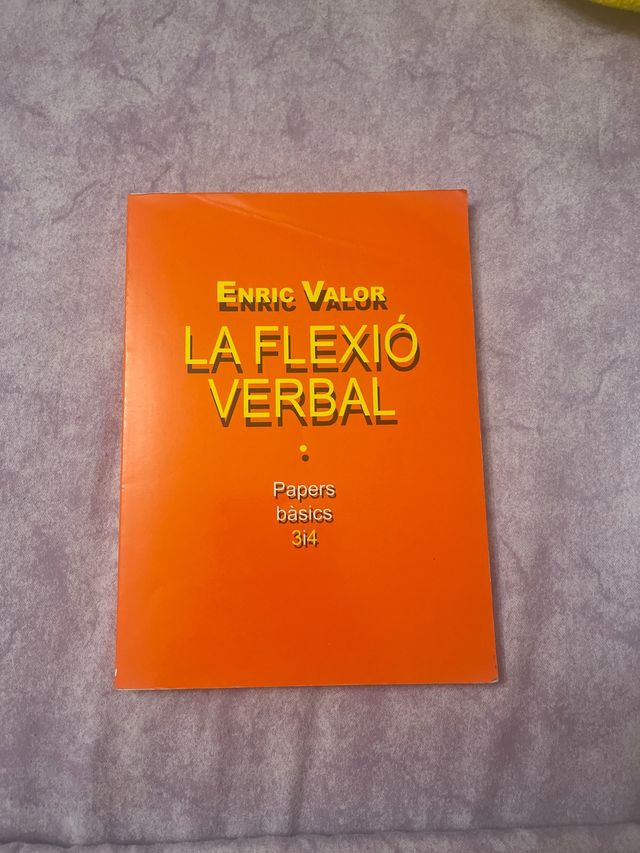 ENRIC VALOR
LA FLEXIÓ
VERBAL
Papers
bàsics
3i4